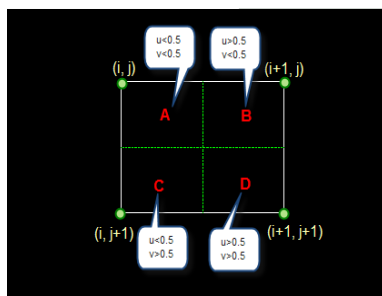 u<0.5
v<0.5
u>0.5
v<0.5
(i, j)
(i+1, j)
A
B
C
D
(i, j+1)
(i+1, j+1)
u<0.5
v>0.5
u>0.5
v>0.5